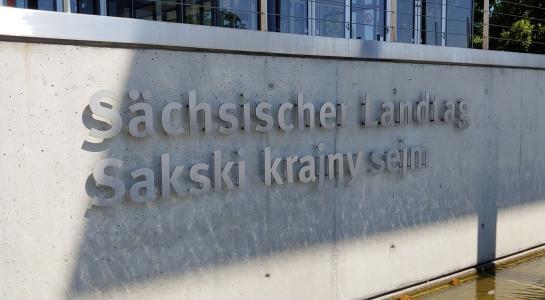 Sächsischer Landtag
Sakski krajny sejm